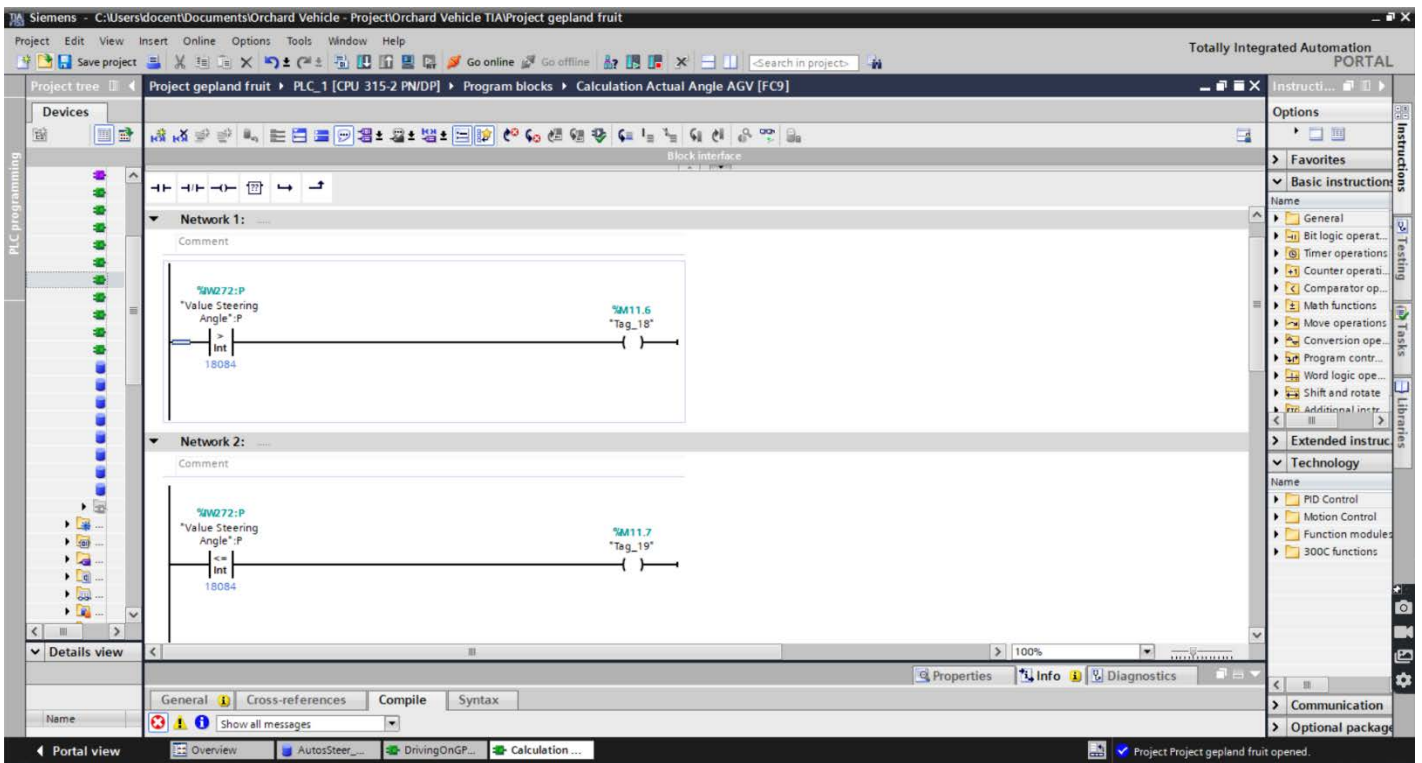 Siemens - C:\Users\docent\Documents\Orchard Vehicle - Project\Orchard Vehicle TIA\Project gepland fruit
Project Edit View Insert Online Options Tools Window Help
Totally Integrated Automation
PORTAL
Save project Go online Go offline <Search in project>
Project tree
Project gepland fruit PLC_1 [CPU 315-2 PN/DP] Program blocks Calculation Actual Angle AGV [FC9]
Instructi...
Devices
Options
PLC programming
Block interface
Favorites
Basic instructions
Name
General
Bit logic operat...
Timer operations
Counter operati...
Comparator op...
Math functions
Move operations
Conversion ope...
Program contr...
Word logic ope...
Shift and rotate
Additional instr...
Extended instruc...
Technology
Name
PID Control
Motion Control
Function modules
300C functions
Communication
Optional package
Instructions
Testing
Tasks
Libraries
Network 1: .....
Comment
%IW272:P
"Value Steering
Angle":P
>
Int
18084
%M11.6
"Tag_18"
Network 2: .....
Comment
%IW272:P
"Value Steering
Angle":P
<=
Int
18084
%M11.7
"Tag_19"
Details view
Name
100%
Properties Info Diagnostics
General Cross-references Compile Syntax
Show all messages
Portal view Overview AutosSteer_... DrivingOnGP... Calculation ...
Project Project gepland fruit opened.